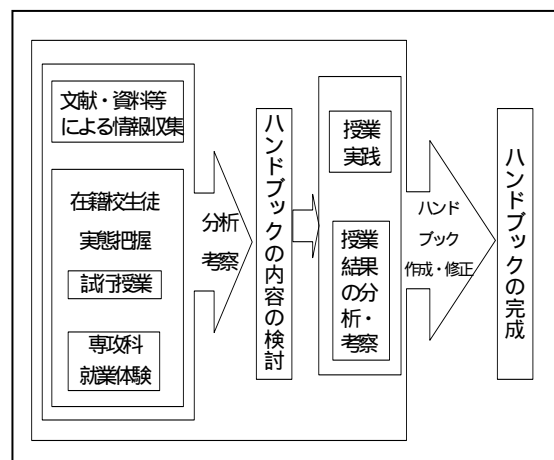 文献・資料等
による情報収集
在籍校生徒
実態把握
試行授業
専攻科
就業体験
分析
考察
ハンドブックの内容の検討
授業
実践
授業
結果
の分
析・
考察
ハンド
ブック
作成・修正
ハンドブックの完成